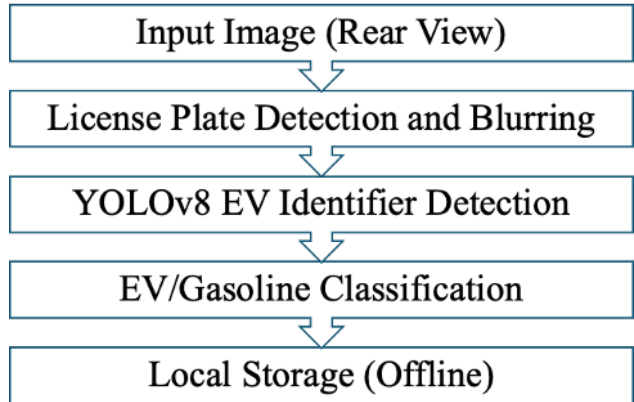 Input Image (Rear View)
License Plate Detection and Blurring
YOLOv8 EV Identifier Detection
EV/Gasoline Classification
Local Storage (Offline)